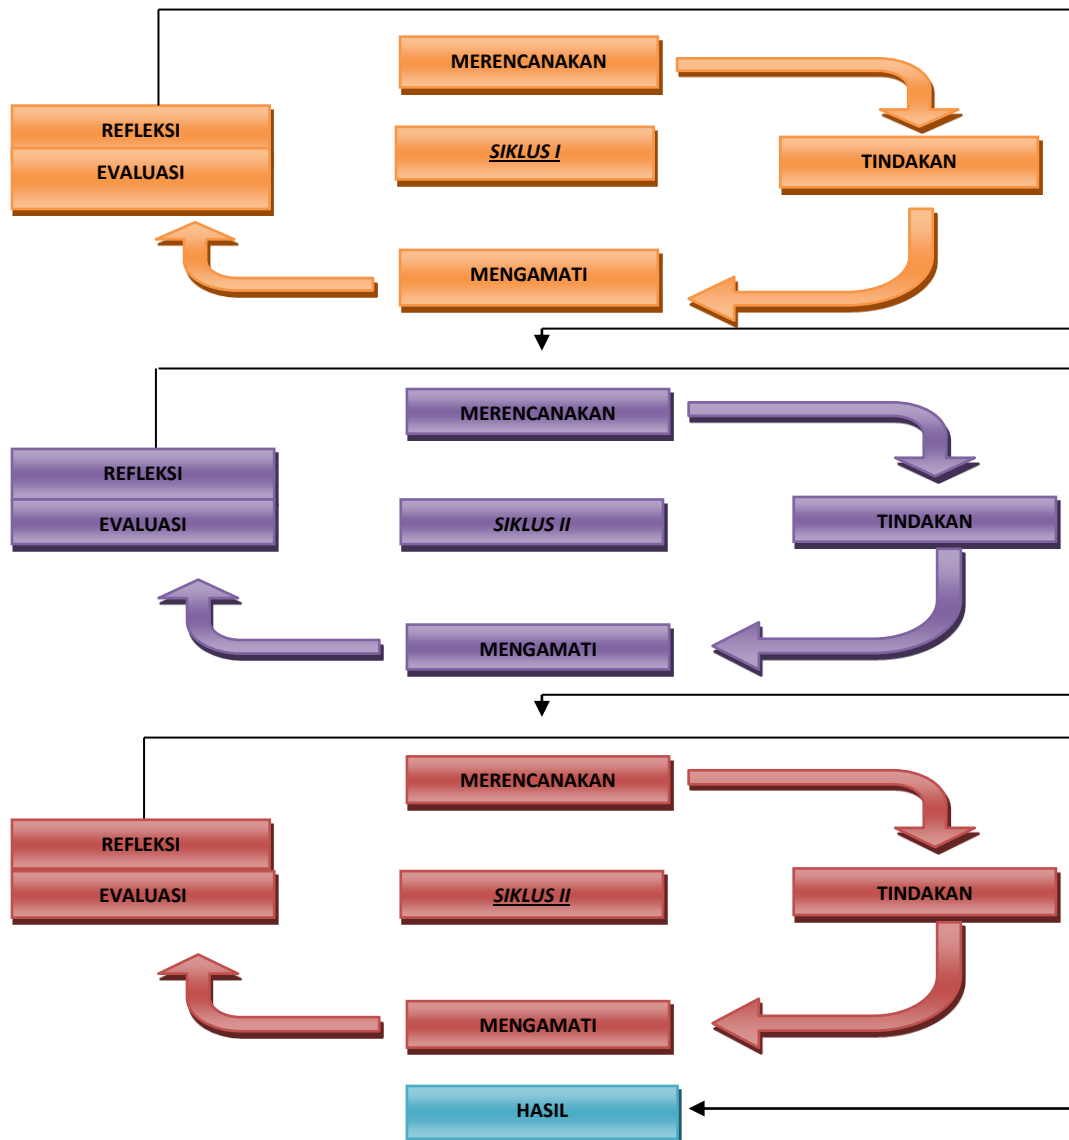 MERENCANAKAN
REFLEKSI
EVALUASI
SIKLUS I
TINDAKAN
MENGAMATI
MERENCANAKAN
REFLEKSI
EVALUASI
SIKLUS II
TINDAKAN
MENGAMATI
MERENCANAKAN
REFLEKSI
EVALUASI
SIKLUS II
TINDAKAN
MENGAMATI
HASIL